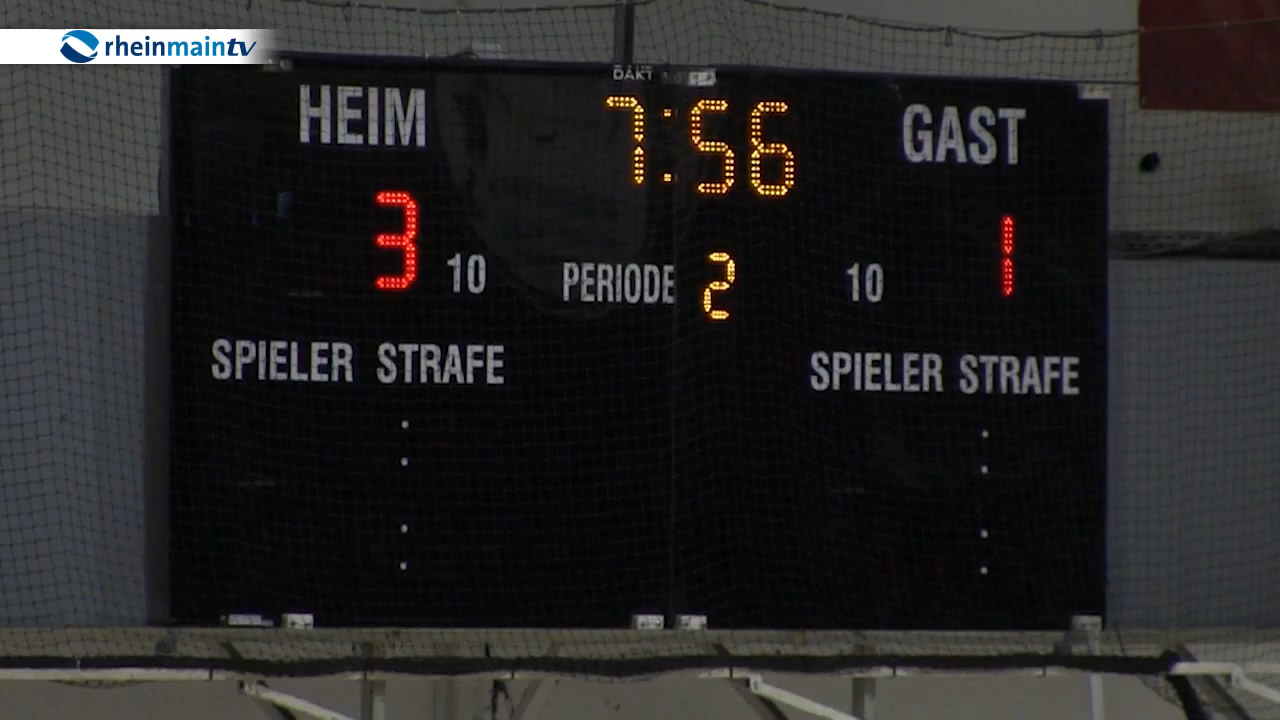 rheinmaintv
DAKT
HEIM 7:56 GAST
3 10 PERIODE 2 10 1
SPIELER STRAFE SPIELER STRAFE